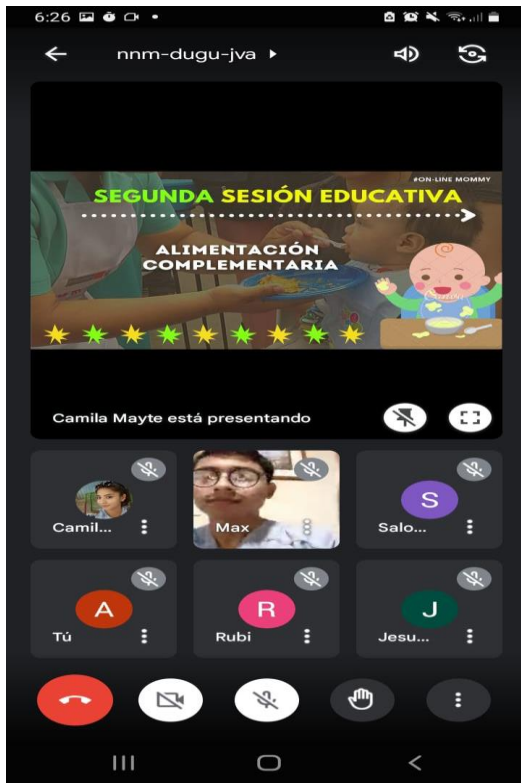 6:26
nnm-dugu-jva
#ON-LINE MOMMY
SEGUNDA SESIÓN EDUCATIVA
ALIMENTACIÓN
COMPLEMENTARIA
Camila Mayte está presentando
Camil...
Max
Salo...
S
Tú
A
Rubi
R
Jesu...
J